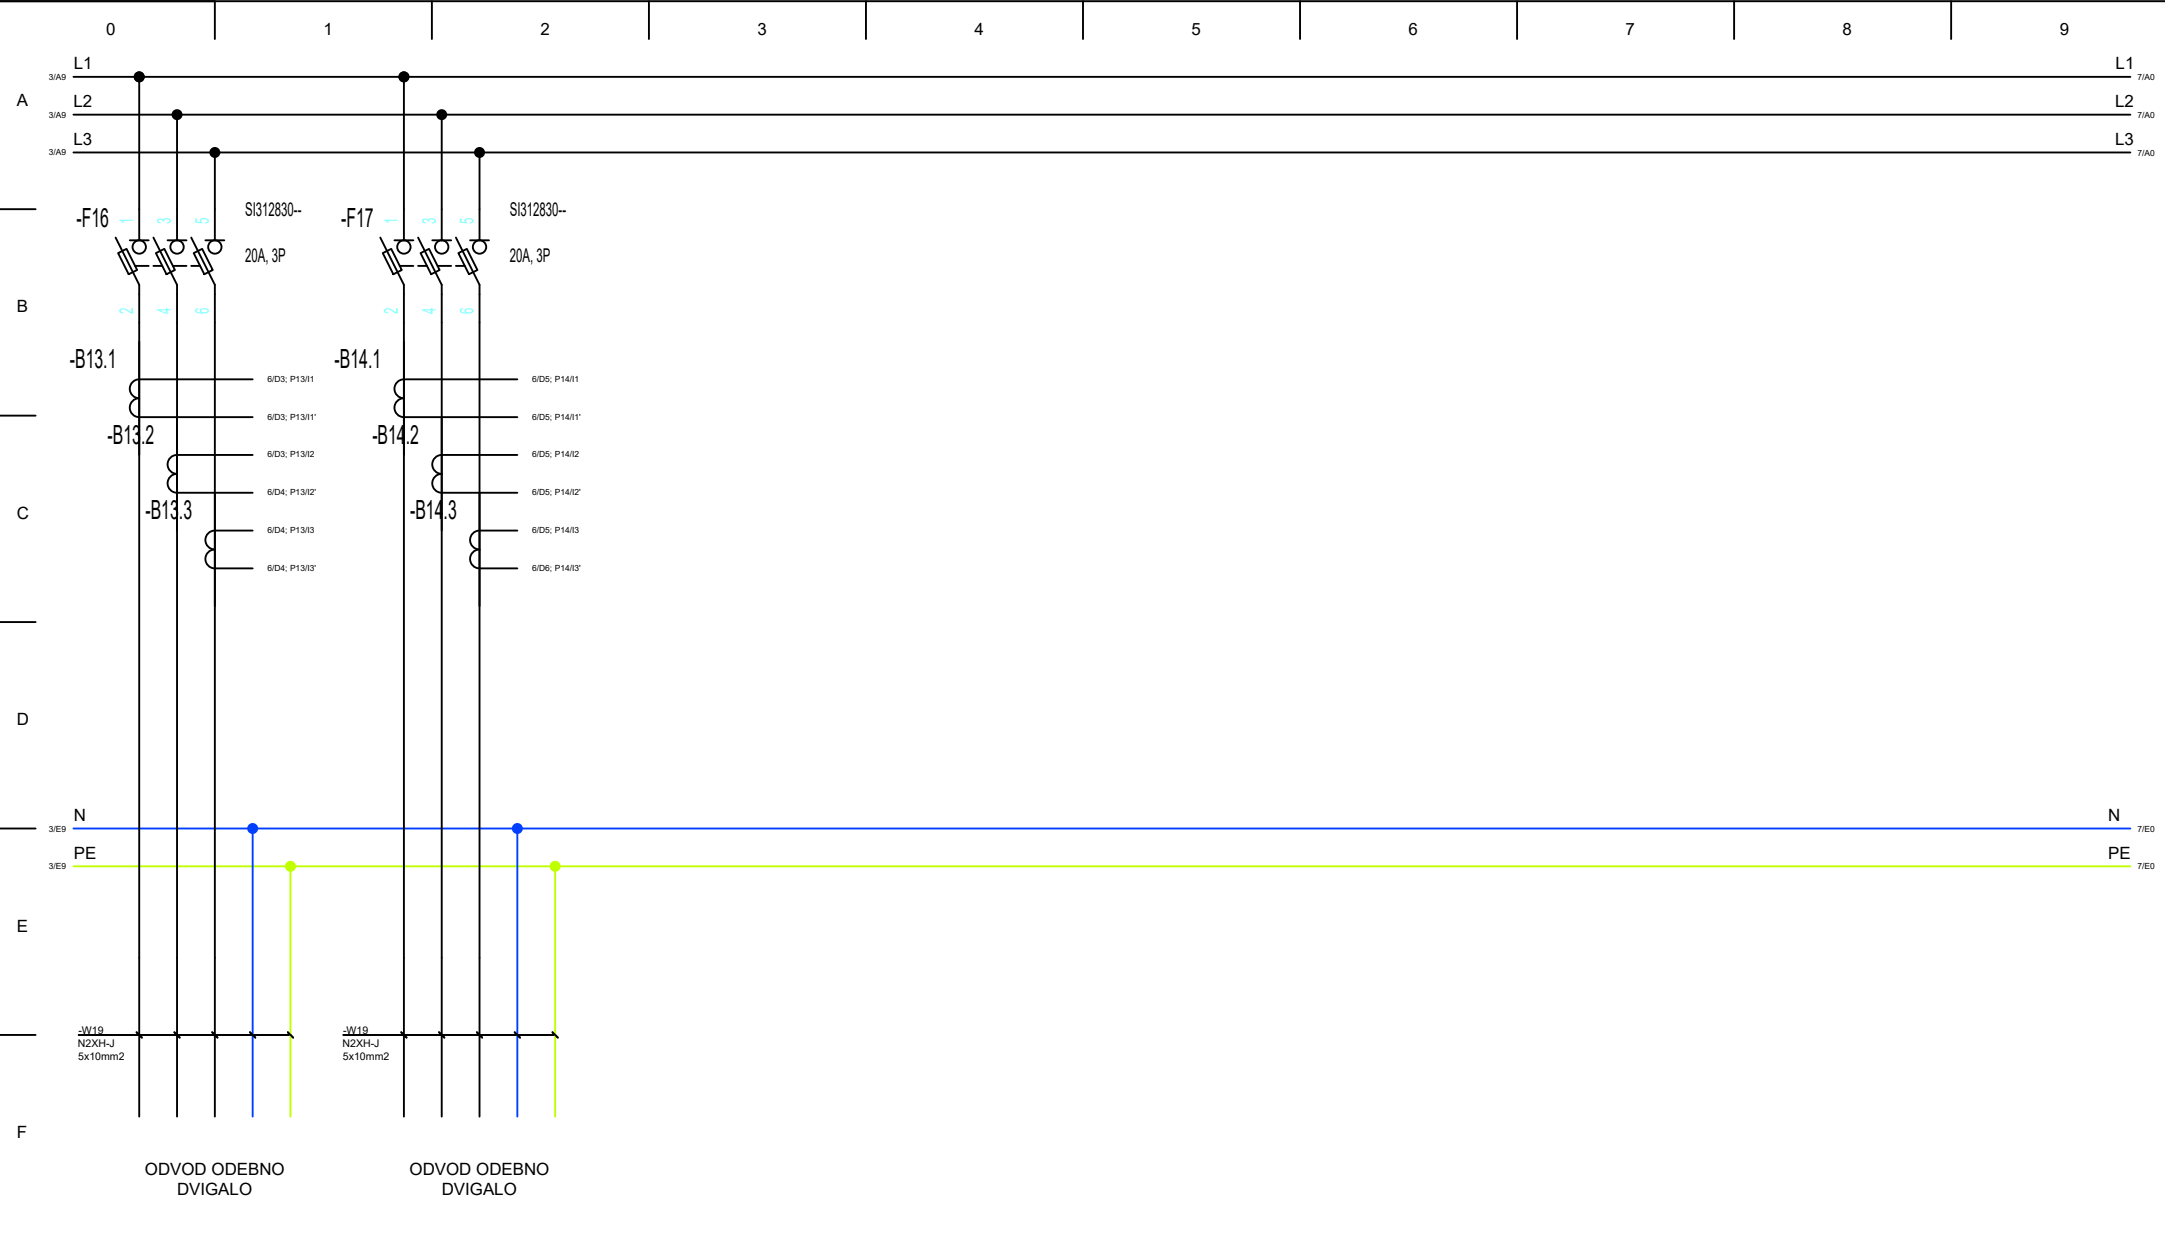 0 1 2 3 4 5 6 7 8 9
A
B
C
D
E
F
3/A9 L1 L1 7/A0
3/A9 L2 L2 7/A0
3/A9 L3 L3 7/A0
-F16 1 3 5 SI312830--
20A, 3P
2 4 6
-F17 1 3 5 SI312830--
20A, 3P
2 4 6
-B13.1
6/D3; P13/I1
6/D3; P13/I1'
-B13.2
6/D3; P13/I2
6/D4; P13/I2'
-B13.3
6/D4; P13/I3
6/D4; P13/I3'
-B14.1
6/D5; P14/I1
6/D5; P14/I1'
-B14.2
6/D5; P14/I2
6/D5; P14/I2'
-B14.3
6/D5; P14/I3
6/D6; P14/I3'
3/E9 N N 7/E0
3/E9 PE PE 7/E0
-W19
N2XH-J
5x10mm2
-W19
N2XH-J
5x10mm2
ODVOD ODEBNO
DVIGALO
ODVOD ODEBNO
DVIGALO